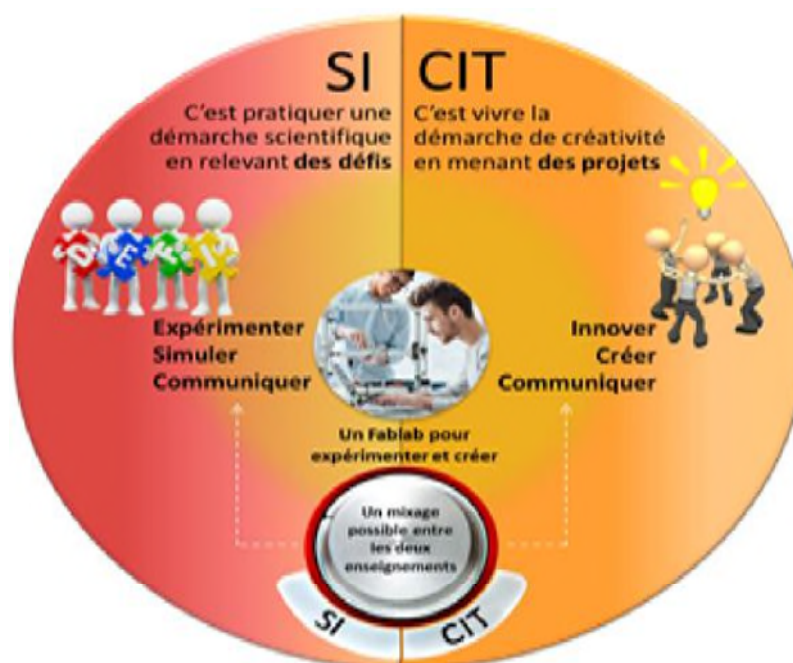 SI
C'est pratiquer une
démarche scientifique
en relevant des défis
CIT
C'est vivre la
démarche de créativité
en menant des projets
DEFI
Expérimenter
Simuler
Communiquer
Innover
Créer
Communiquer
Un Fablab pour
expérimenter et créer
Un mixage
possible entre
les deux
enseignements
SI
CIT